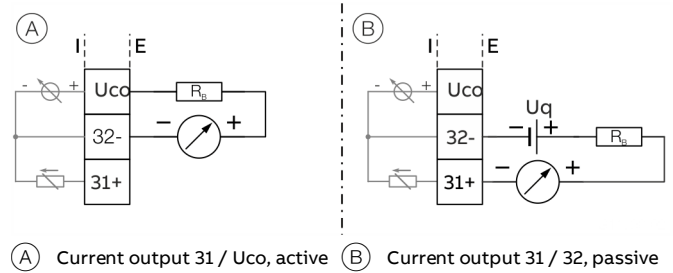 A
B
I E
I E
- + Uco R_B
- + Uco
Uq
32- − +
32- − + R_B
31+
31+ − +
A Current output 31 / Uco, active
B Current output 31 / 32, passive